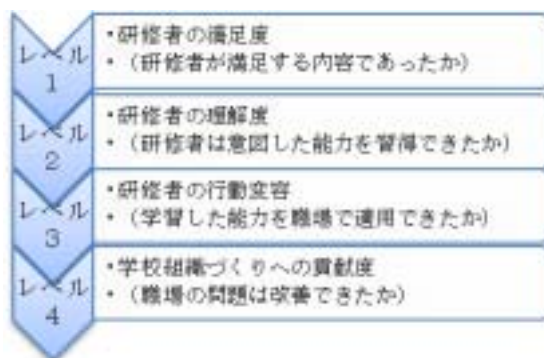 レベル
1
・研修者の満足度
・（研修者が満足する内容であったか）
レベル
2
・研修者の理解度
・（研修者は意図した能力を習得できたか）
レベル
3
・研修者の行動変容
・（学習した能力を職場で適用できたか）
レベル
4
・学校組織づくりへの貢献度
・（職場の問題は改善できたか）